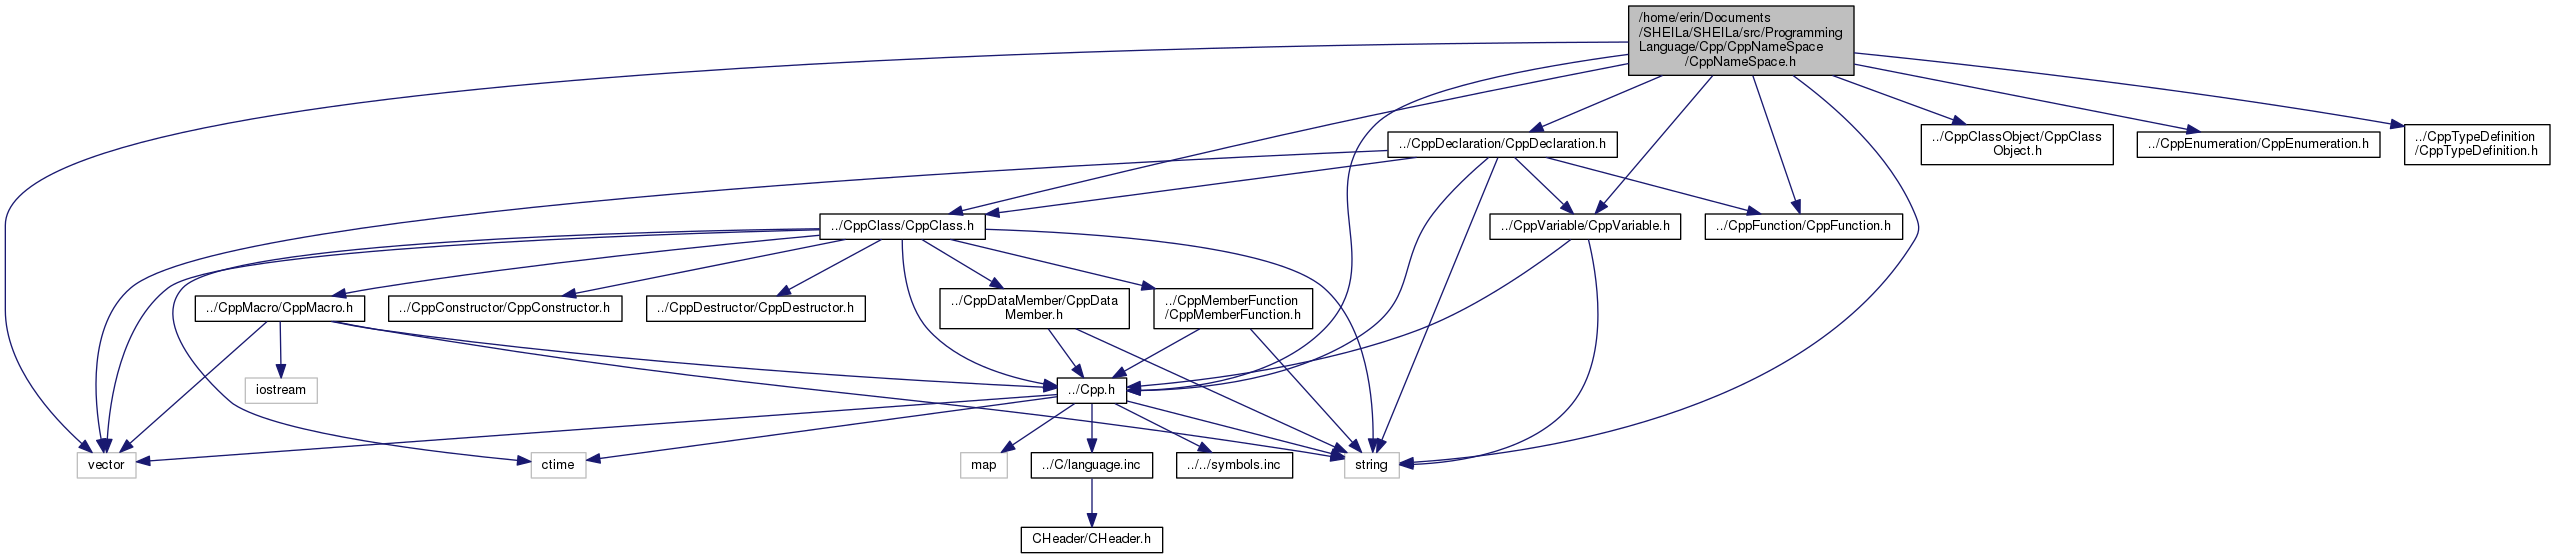 /home/erin/Documents
/SHEILa/SHEILa/src/Programming
Language/Cpp/CppNameSpace
/CppNameSpace.h
../CppDeclaration/CppDeclaration.h
../CppClassObject/CppClass
Object.h
../CppEnumeration/CppEnumeration.h
../CppTypeDefinition
/CppTypeDefinition.h
../CppClass/CppClass.h
../CppVariable/CppVariable.h
../CppFunction/CppFunction.h
../CppMacro/CppMacro.h
../CppConstructor/CppConstructor.h
../CppDestructor/CppDestructor.h
../CppDataMember/CppData
Member.h
../CppMemberFunction
/CppMemberFunction.h
iostream
../Cpp.h
vector
ctime
map
../C/language.inc
../../symbols.inc
string
CHeader/CHeader.h